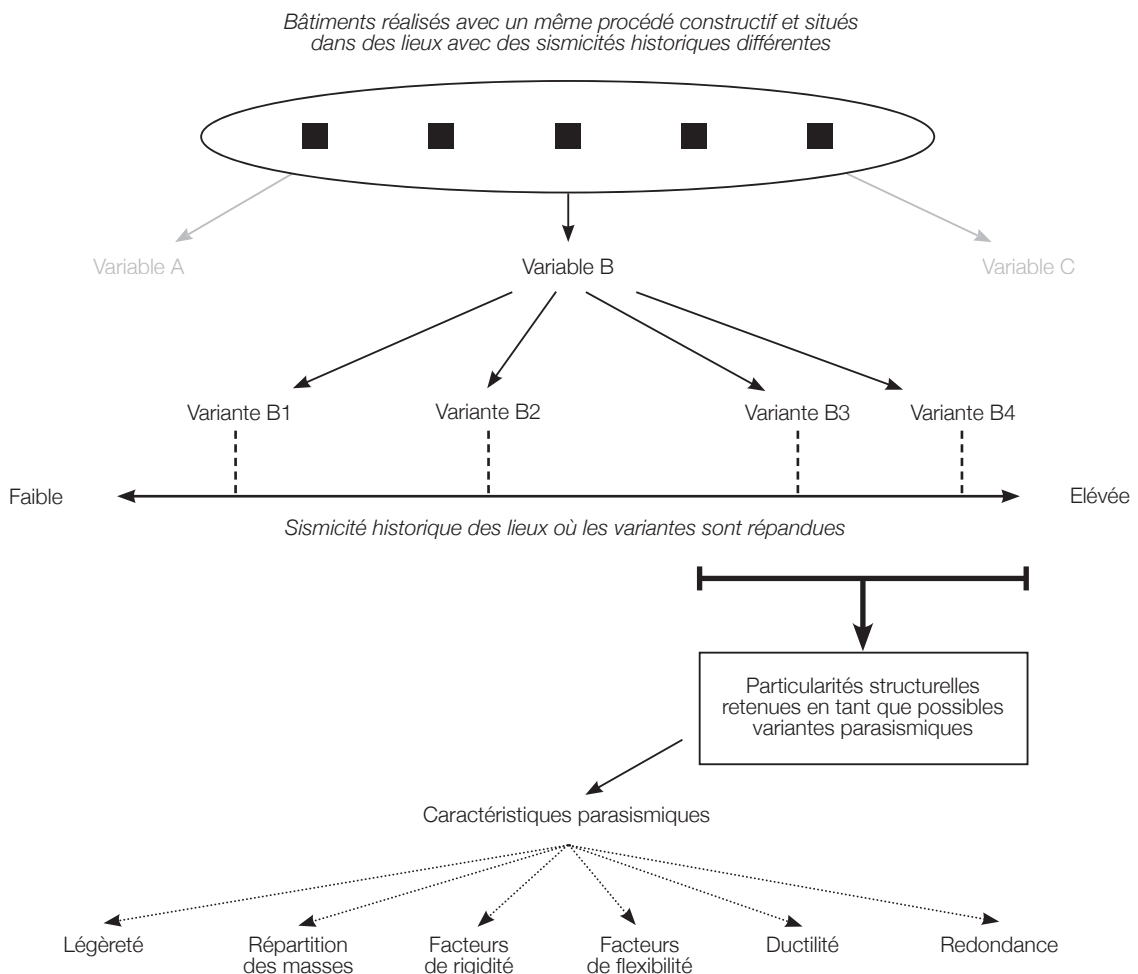 Bâtiments réalisés avec un même procédé constructif et situés
dans des lieux avec des sismicités historiques différentes
Variable A
Variable B
Variable C
Variante B1
Variante B2
Variante B3
Variante B4
Faible
Elévée
Sismicité historique des lieux où les variantes sont répandues
Particularités structurelles
retenues en tant que possibles
variantes parasismiques
Caractéristiques parasismiques
Légèreté
Répartition
des masses
Facteurs
de rigidité
Facteurs
de flexibilité
Ductilité
Redondance